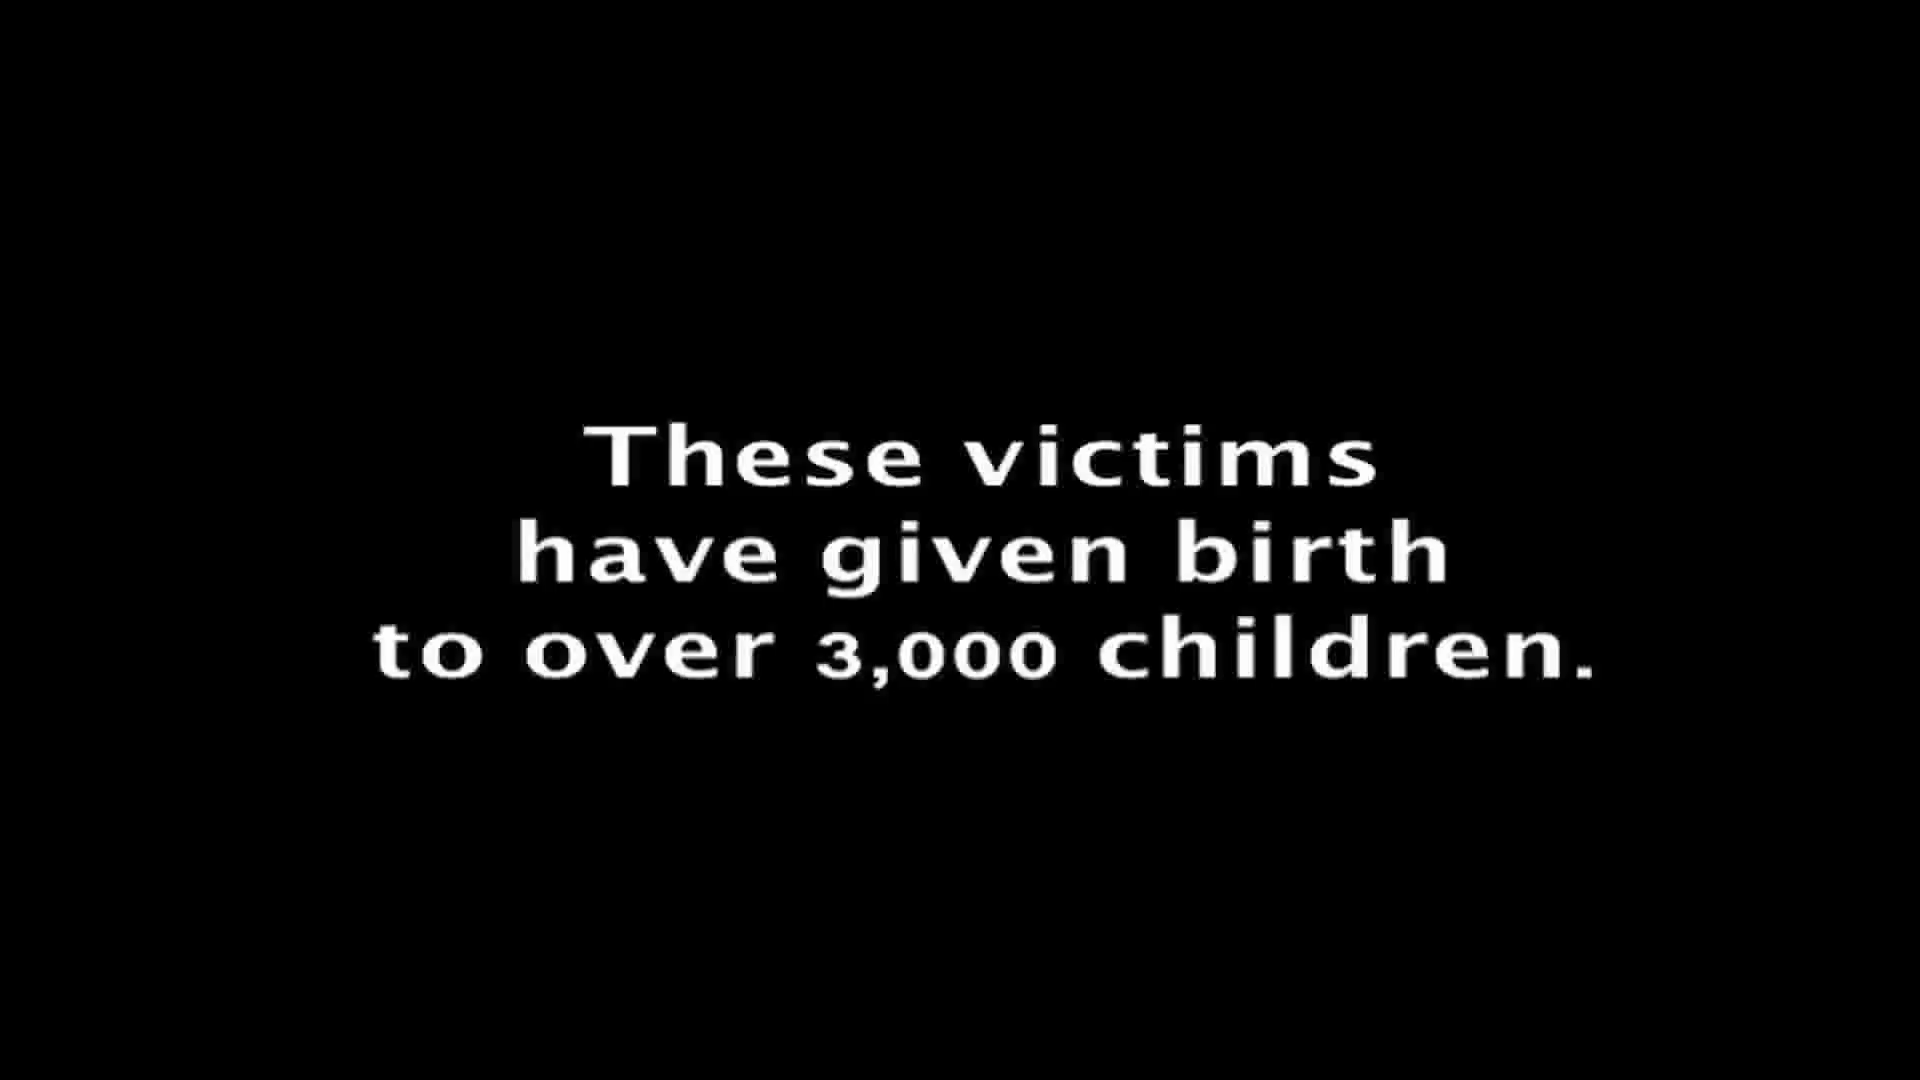 These victims
have given birth
to over 3,000 children.